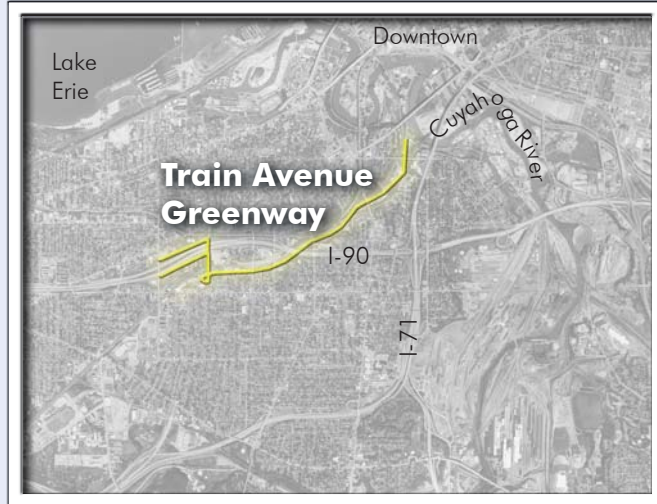 Downtown
Lake
Erie
Cuyahoga River
Train Avenue
Greenway
I-90
I-71